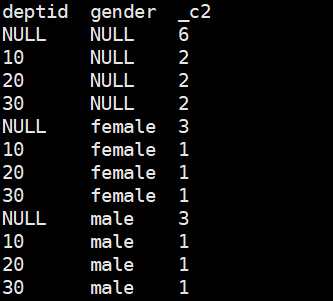 deptid gender _c2
NULL NULL 6
10 NULL 2
20 NULL 2
30 NULL 2
NULL female 3
10 female 1
20 female 1
30 female 1
NULL male 3
10 male 1
20 male 1
30 male 1